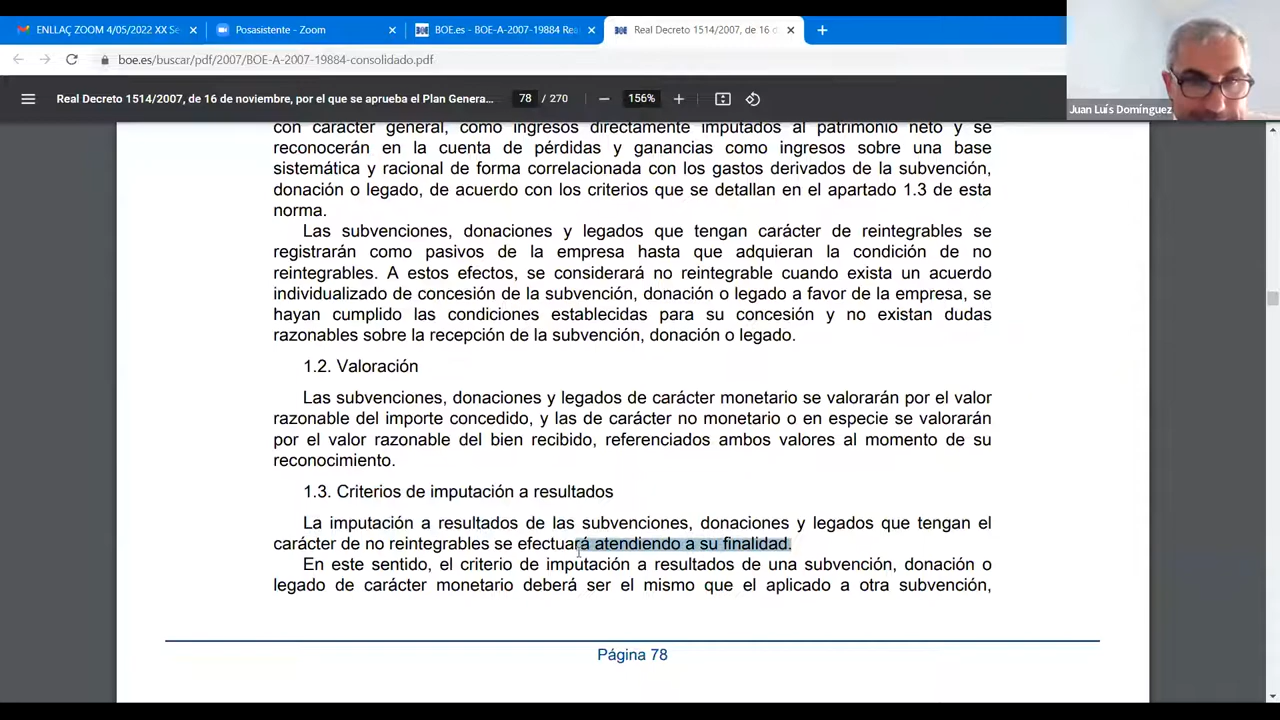 ENLLAÇ ZOOM 4/05/2022 XX Se
Posasistente - Zoom
BOE.es - BOE-A-2007-19884 Rea
Real Decreto 1514/2007, de 16 d
boe.es/buscar/pdf/2007/BOE-A-2007-19884-consolidado.pdf
Real Decreto 1514/2007, de 16 de noviembre, por el que se aprueba el Plan Genera...
78 / 270
156%
Juan Luís Domínguez
con carácter general, como ingresos directamente imputados al patrimonio neto y se
reconocerán en la cuenta de pérdidas y ganancias como ingresos sobre una base
sistemática y racional de forma correlacionada con los gastos derivados de la subvención,
donación o legado, de acuerdo con los criterios que se detallan en el apartado 1.3 de esta
norma.
Las subvenciones, donaciones y legados que tengan carácter de reintegrables se
registrarán como pasivos de la empresa hasta que adquieran la condición de no
reintegrables. A estos efectos, se considerará no reintegrable cuando exista un acuerdo
individualizado de concesión de la subvención, donación o legado a favor de la empresa, se
hayan cumplido las condiciones establecidas para su concesión y no existan dudas
razonables sobre la recepción de la subvención, donación o legado.
1.2. Valoración
Las subvenciones, donaciones y legados de carácter monetario se valorarán por el valor
razonable del importe concedido, y las de carácter no monetario o en especie se valorarán
por el valor razonable del bien recibido, referenciados ambos valores al momento de su
reconocimiento.
1.3. Criterios de imputación a resultados
La imputación a resultados de las subvenciones, donaciones y legados que tengan el
carácter de no reintegrables se efectuará atendiendo a su finalidad.
En este sentido, el criterio de imputación a resultados de una subvención, donación o
legado de carácter monetario deberá ser el mismo que el aplicado a otra subvención,
Página 78